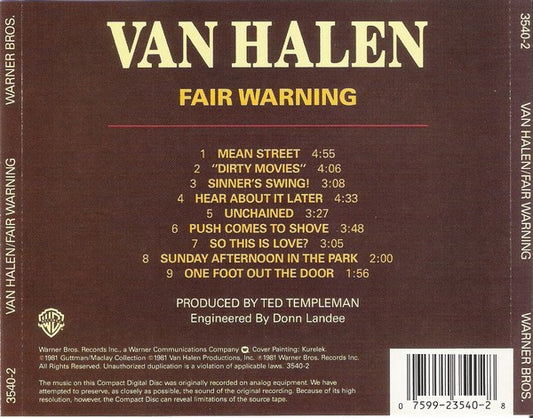 VAN HALEN
FAIR WARNING
1 MEAN STREET 4:55
2 "DIRTY MOVIES" 4:06
3 SINNER'S SWING! 3:08
4 HEAR ABOUT IT LATER 4:33
5 UNCHAINED 3:27
6 PUSH COMES TO SHOVE 3:48
7 SO THIS IS LOVE? 3:05
8 SUNDAY AFTERNOON IN THE PARK 2:00
9 ONE FOOT OUT THE DOOR 1:56
PRODUCED BY TED TEMPLEMAN
Engineered By Donn Landee
Warner Bros. Records Inc., a Warner Communications Company Cover Painting: Kurelek.
©1981 Guttman/Maclay Collection ©1981 Van Halen Productions, Inc. ℗1981 Warner Bros. Records Inc.
All Rights Reserved. Unauthorized duplication is a violation of applicable laws. 3540-2
The music on this Compact Digital Disc was originally recorded on analog equipment. We have
attempted to preserve, as closely as possible, the sound of the original recording. Because of its high
resolution, however, the Compact Disc can reveal limitations of the source tape.
WB
0 7599-23540-2 8
WARNER BROS.
VAN HALEN/FAIR WARNING
3540-2
3540-2
VAN HALEN/FAIR WARNING
WARNER BROS.